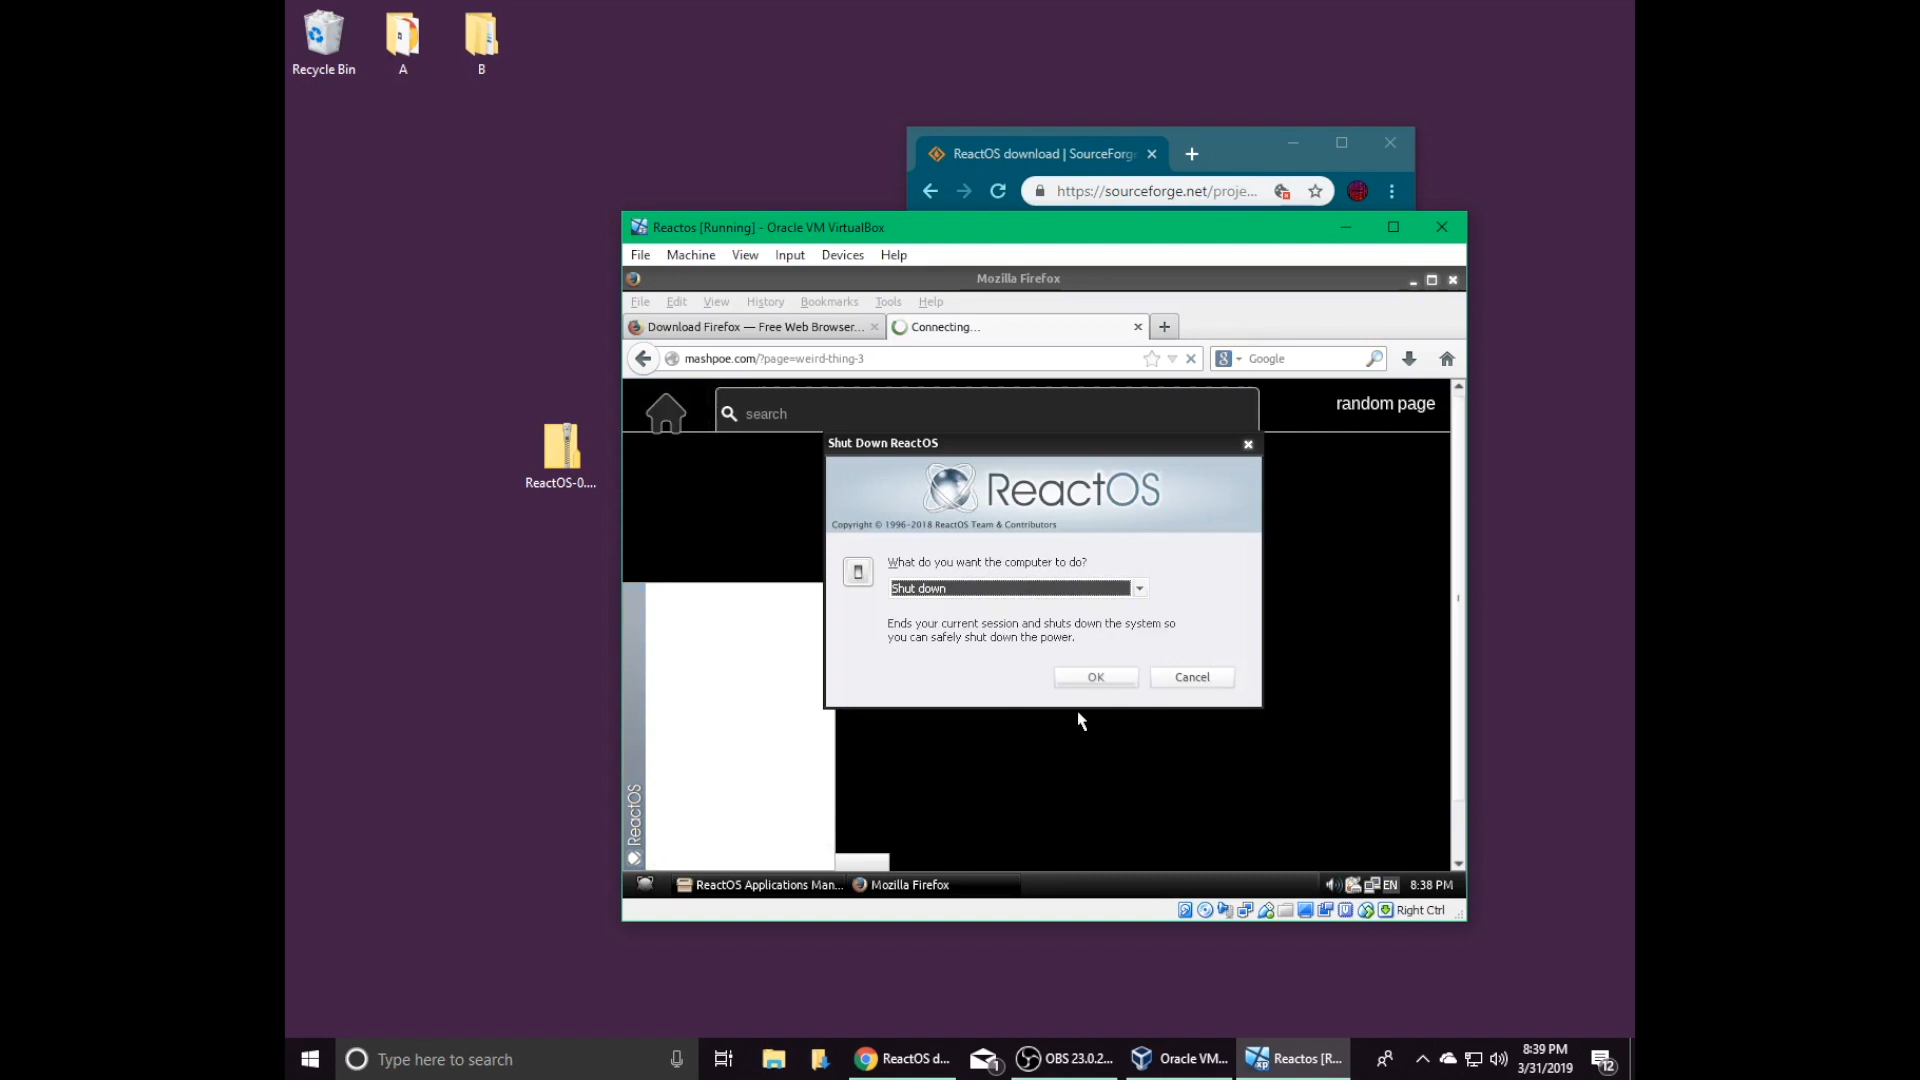 Recycle Bin
A
B
ReactOS download | SourceForg
https://sourceforge.net/proje...
Reactos [Running] - Oracle VM VirtualBox
File Machine View Input Devices Help
Mozilla Firefox
File Edit View History Bookmarks Tools Help
Download Firefox — Free Web Browser...
Connecting...
mashpoe.com/?page=weird-thing-3
8 Google
search
random page
Shut Down ReactOS
ReactOS
Copyright © 1996-2018 ReactOS Team & Contributors
What do you want the computer to do?
Shut down
Ends your current session and shuts down the system so
you can safely shut down the power.
OK Cancel
ReactOS-0....
ReactOS
ReactOS Applications Man...
Mozilla Firefox
EN
8:38 PM
Right Ctrl
Type here to search
ReactOS d...
1
OBS 23.0.2...
Oracle VM...
xp
Reactos [R...
8:39 PM
3/31/2019
12